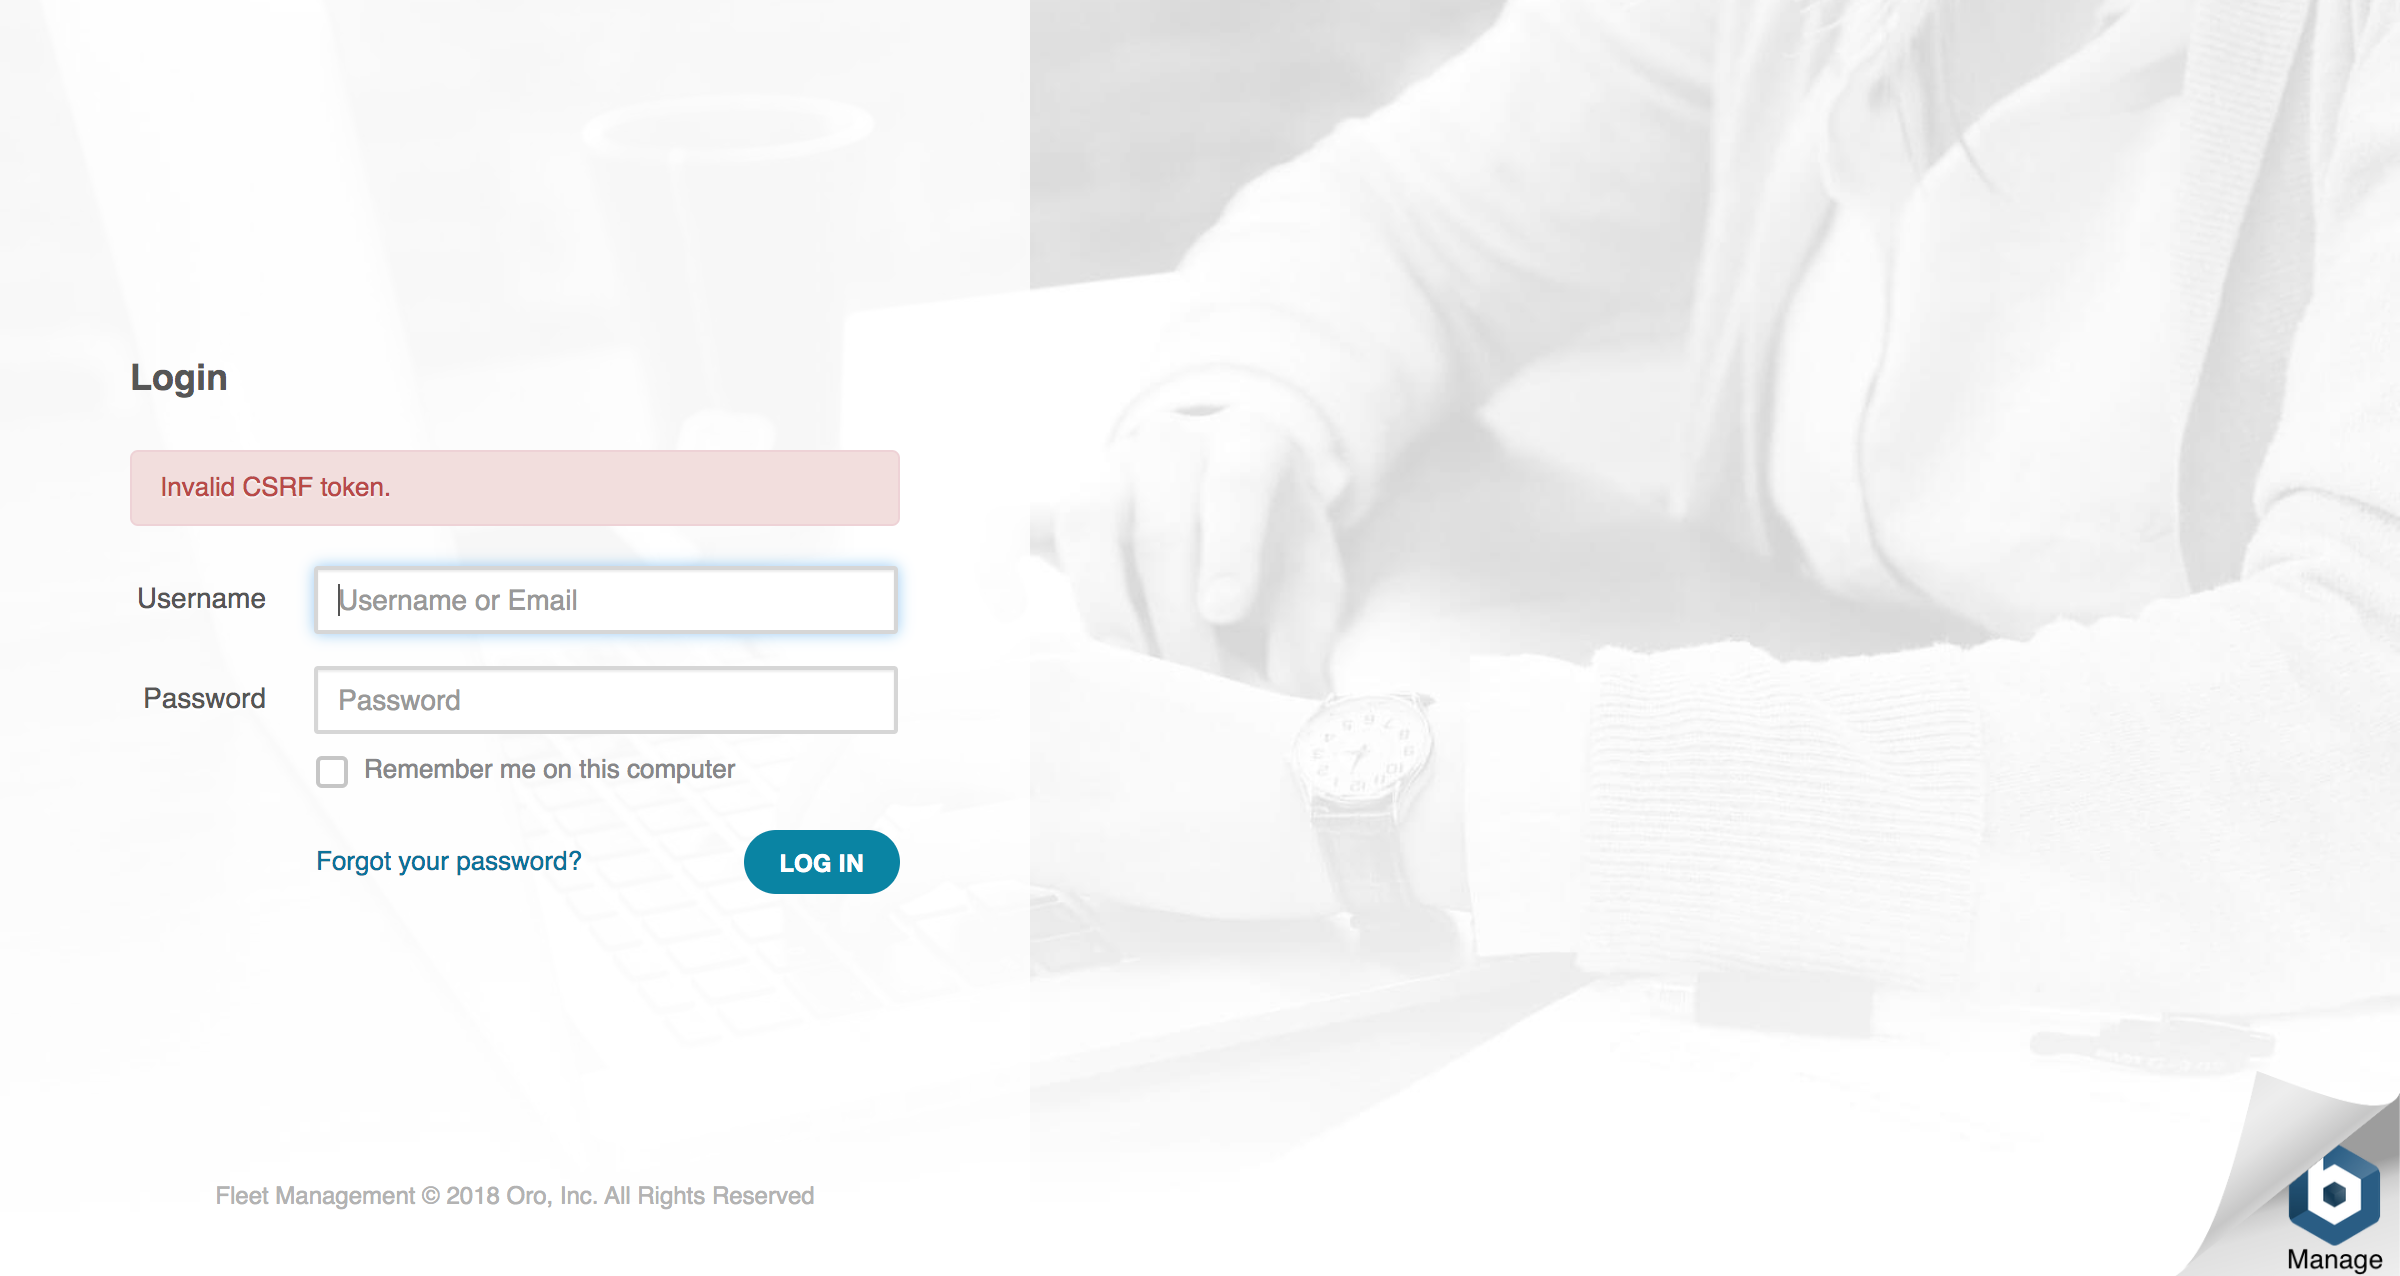 Login
Invalid CSRF token.
Username
Username or Email
Password
Password
Remember me on this computer
Forgot your password?
LOG IN
Fleet Management © 2018 Oro, Inc. All Rights Reserved
b
Manage